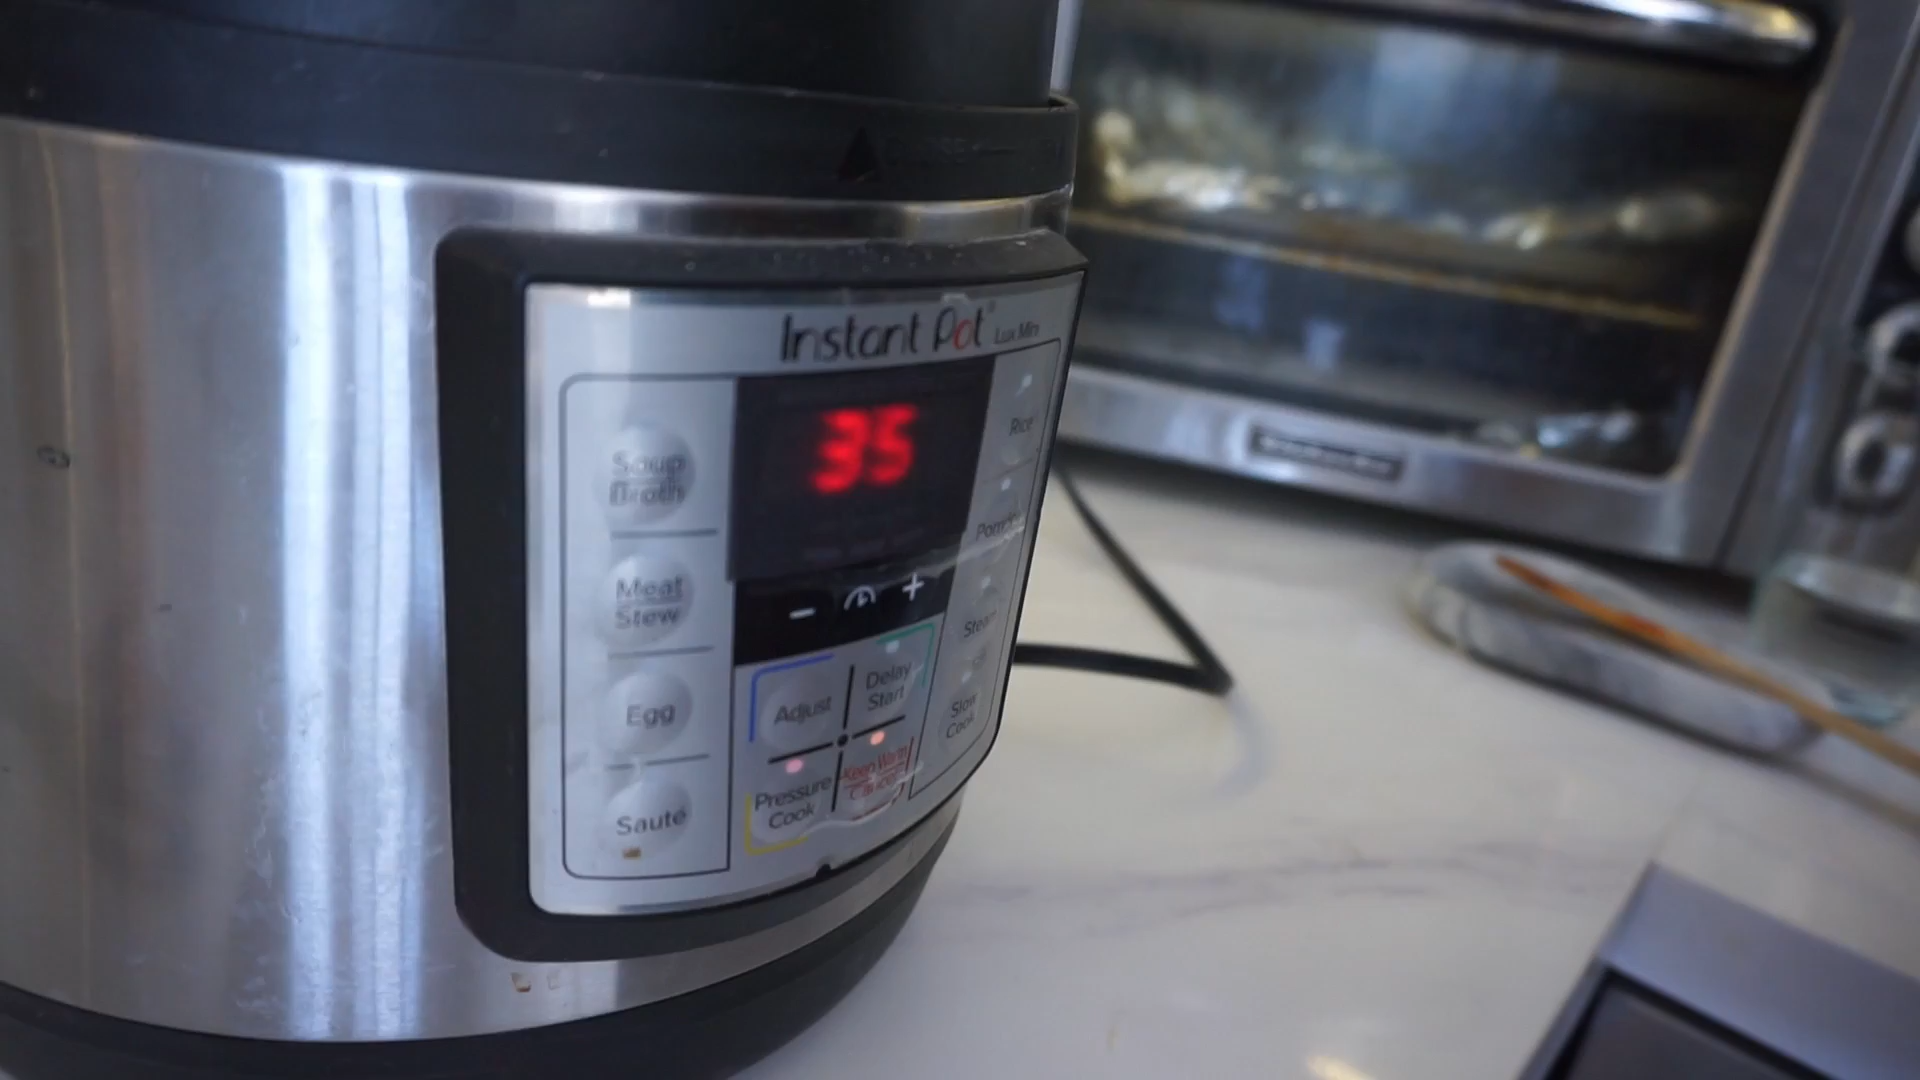 Instant Pot® Lux Mini
35
Soup
Broth
Rice
Meat
Stew
Egg
Sauté
Adjust
Delay
Start
Pressure
Cook
Keep Warm
Cancel
Steam
Slow
Cook